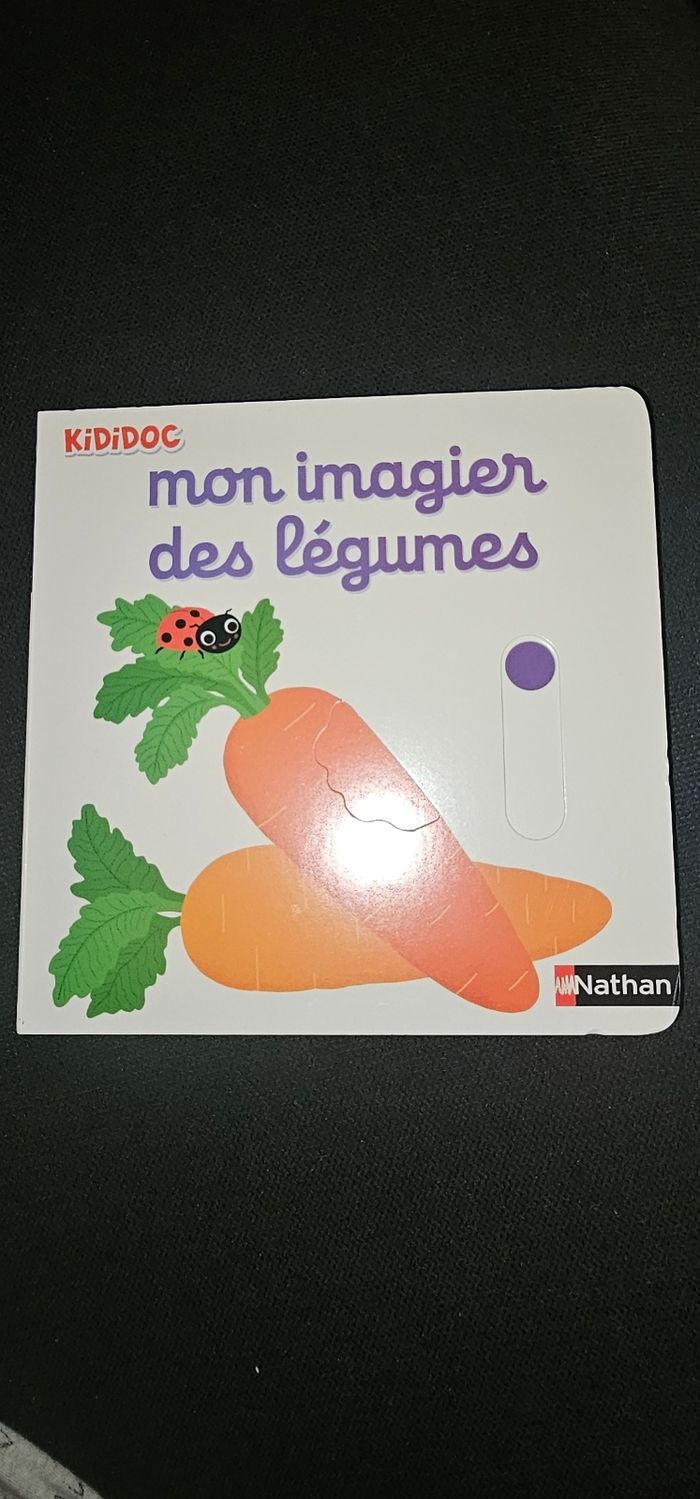 KiDiDOC
mon imagier
des légumes
Nathan